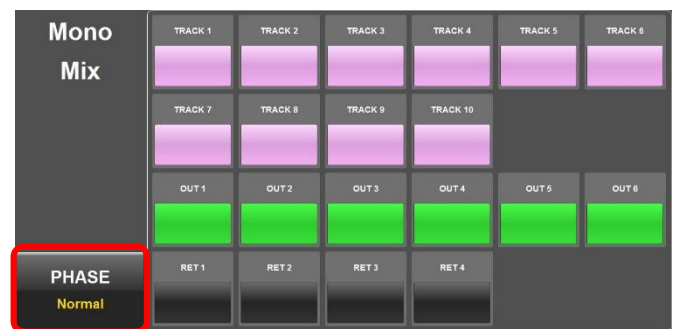 Mono
Mix
TRACK 1 TRACK 2 TRACK 3 TRACK 4 TRACK 5 TRACK 6
TRACK 7 TRACK 8 TRACK 9 TRACK 10
OUT 1 OUT 2 OUT 3 OUT 4 OUT 5 OUT 6
PHASE
Normal
RET 1 RET 2 RET 3 RET 4